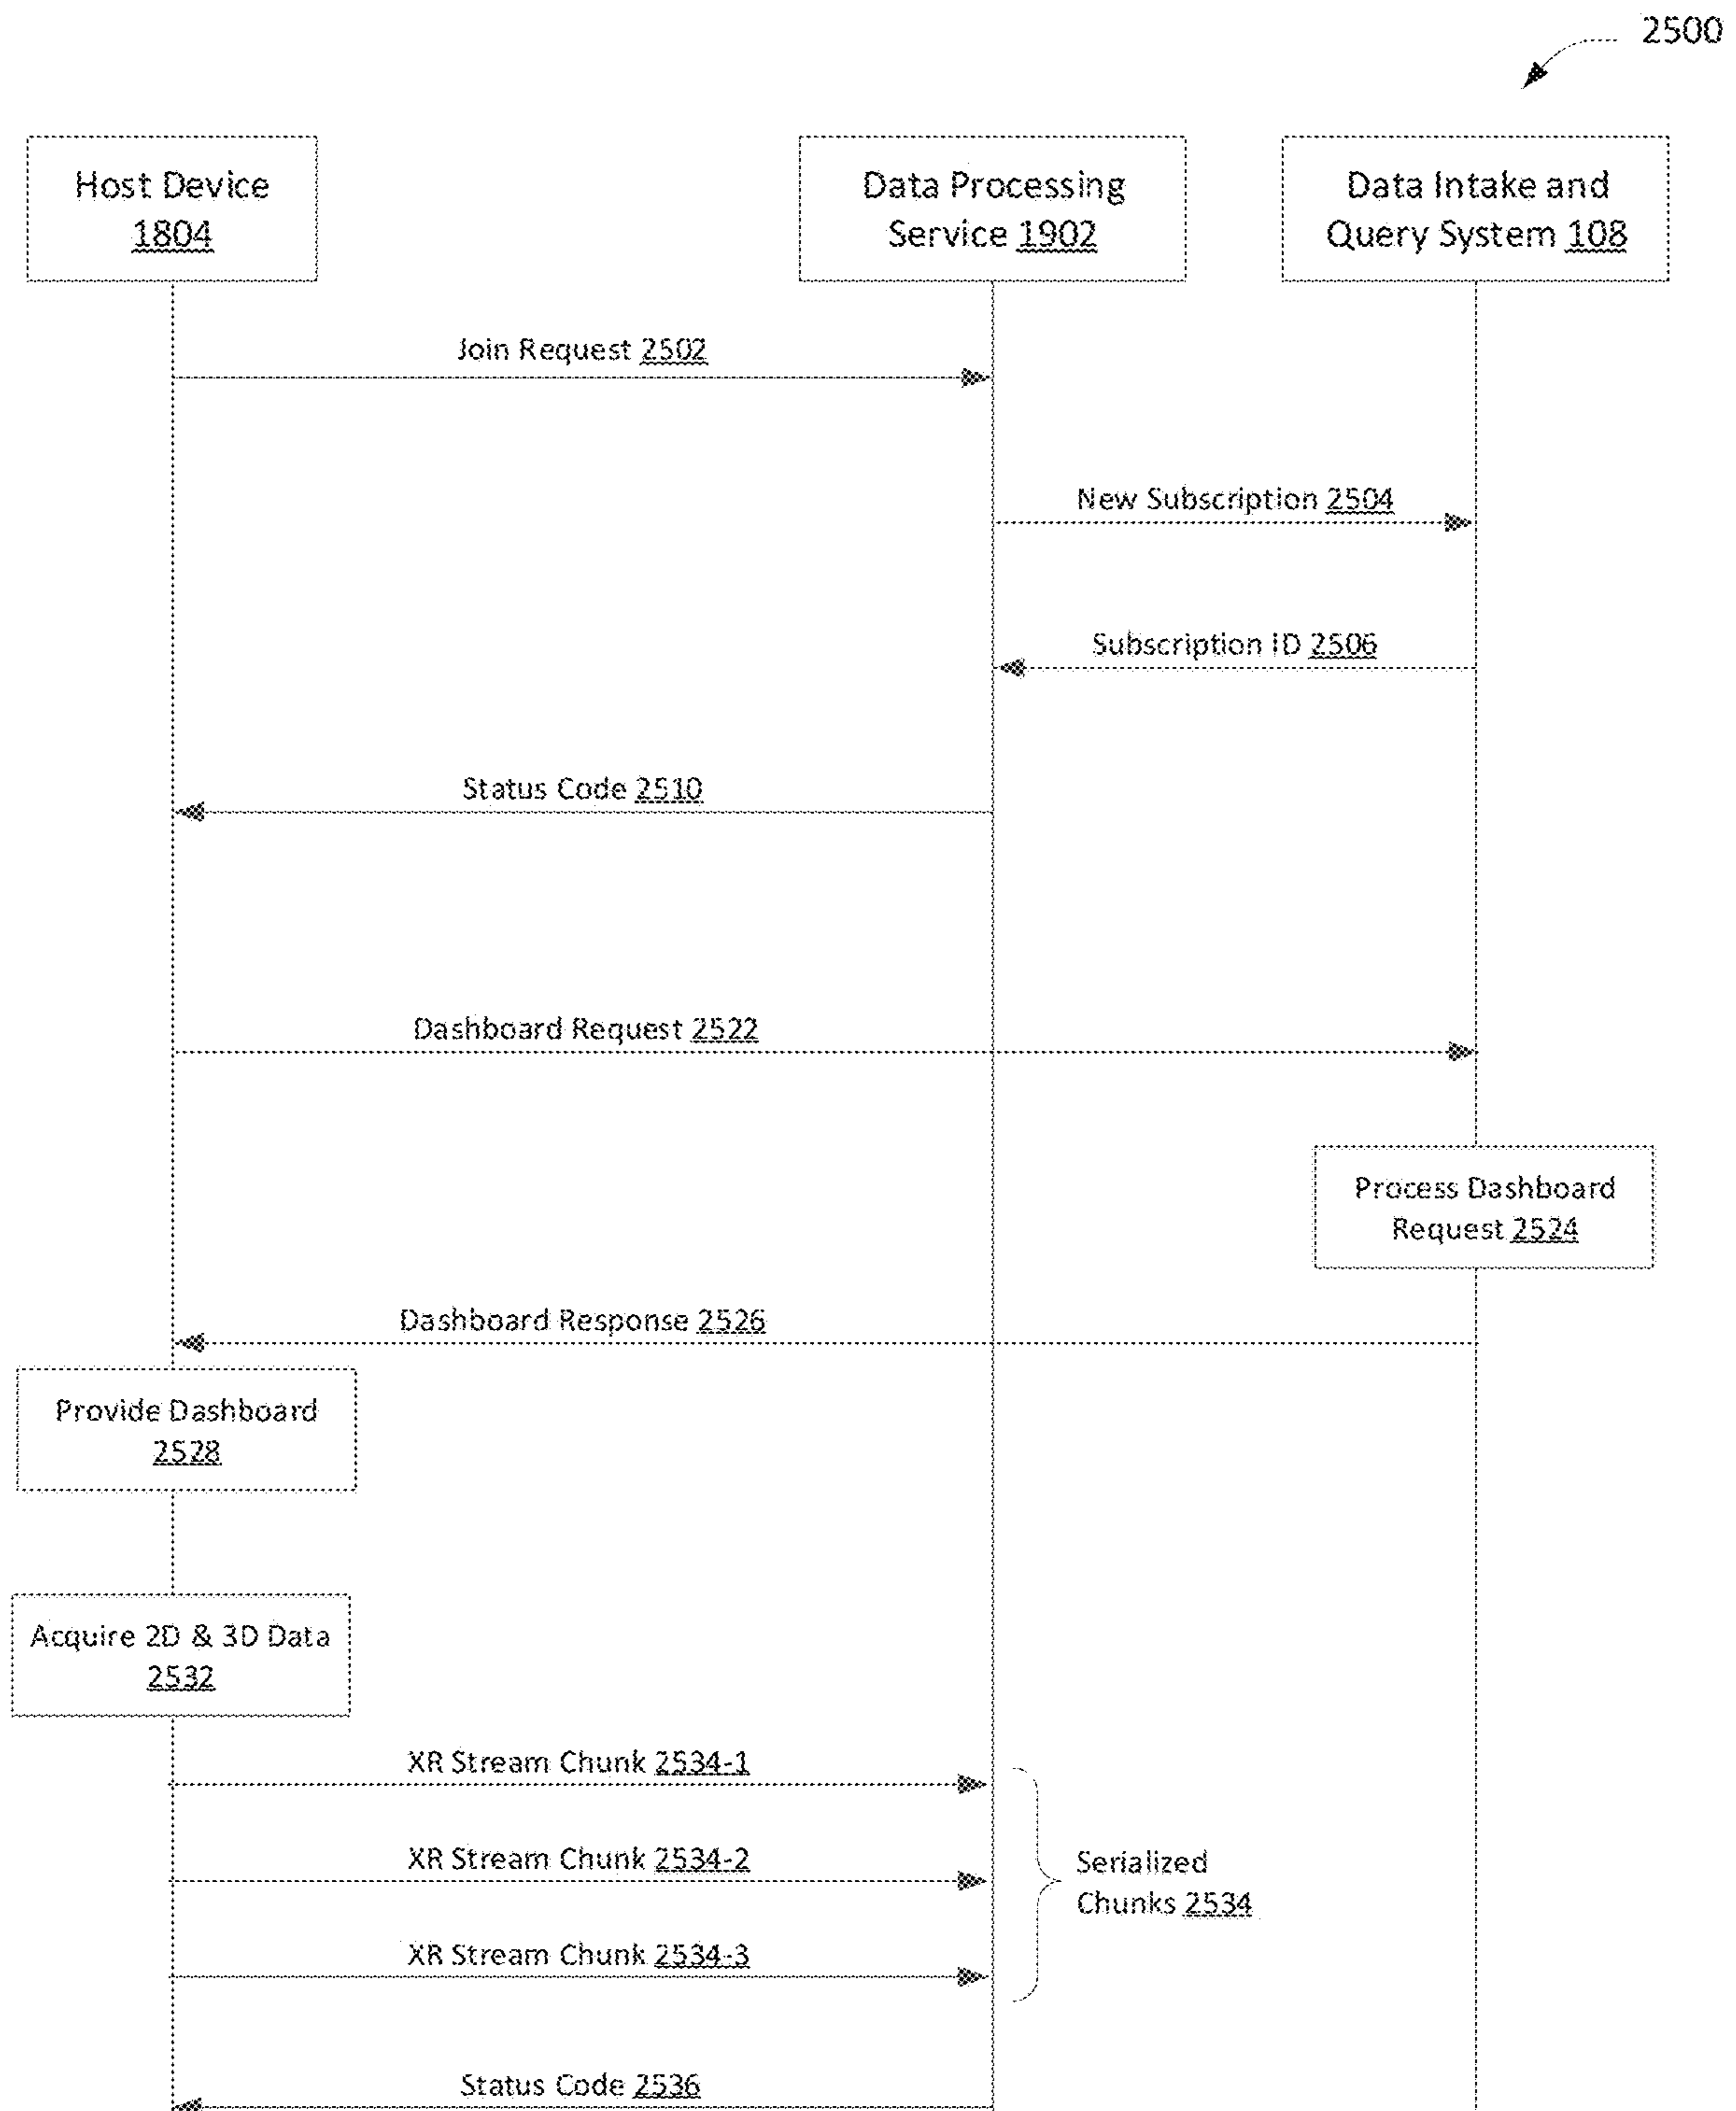 2500
Host Device
1804
Data Processing
Service 1902
Data Intake and
Query System 108
Join Request 2502
New Subscription 2504
Subscription ID 2506
Status Code 2510
Dashboard Request 2522
Process Dashboard
Request 2524
Dashboard Response 2526
Provide Dashboard
2528
Acquire 2D & 3D Data
2532
XR Stream Chunk 2534-1
XR Stream Chunk 2534-2
Serialized
Chunks 2534
XR Stream Chunk 2534-3
Status Code 2536